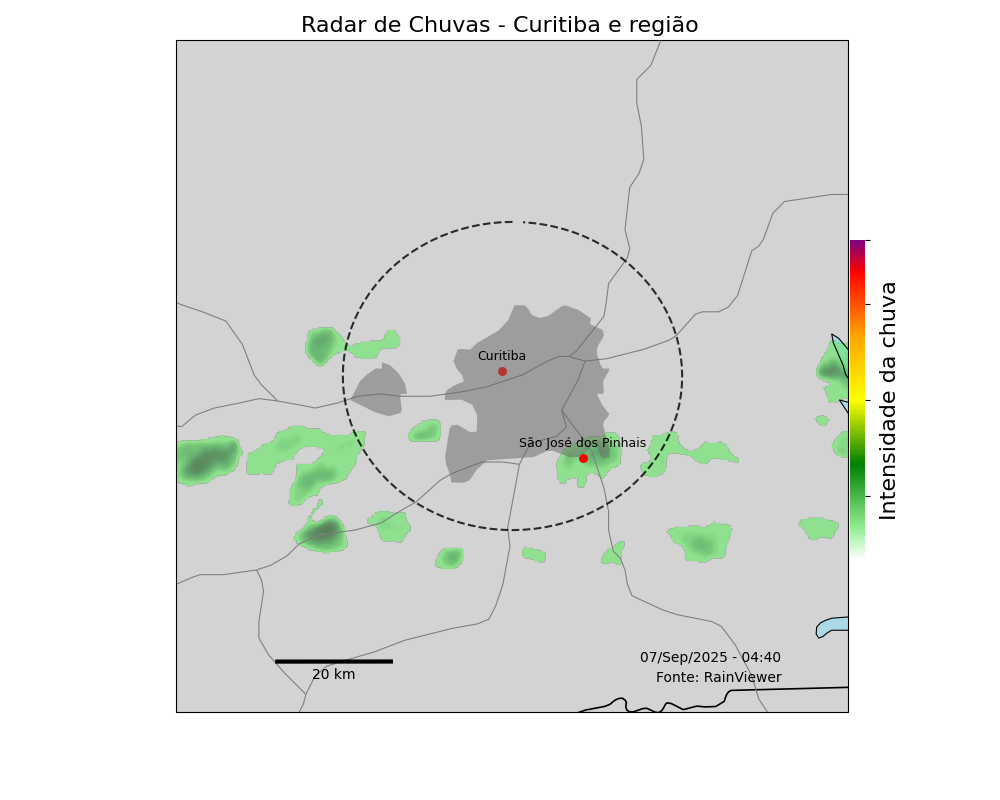 Radar de Chuvas - Curitiba e região
Curitiba
São José dos Pinhais
Intensidade da chuva
20 km
07/Sep/2025 - 04:40
Fonte: RainViewer